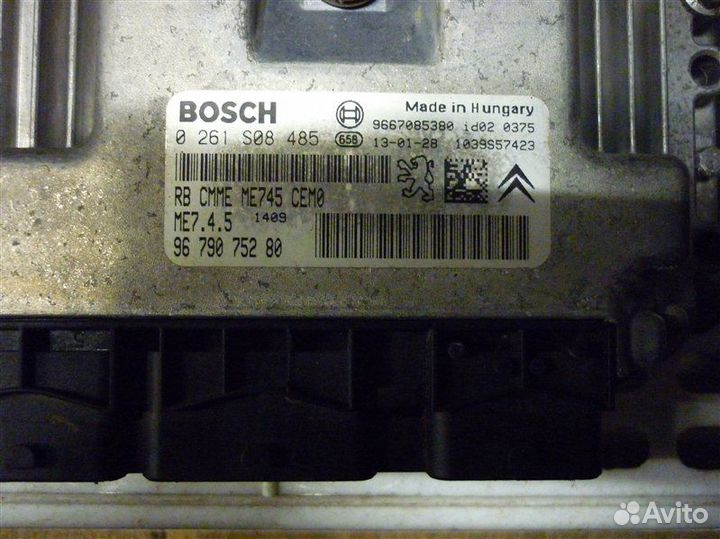 BOSCH
Made in Hungary
0 261 S08 485
658
9667085380 id02 0375
13-01-28 1039S57423
RB CMME ME745 CEM0
ME7.4.5 1409
96 790 752 80
Avito